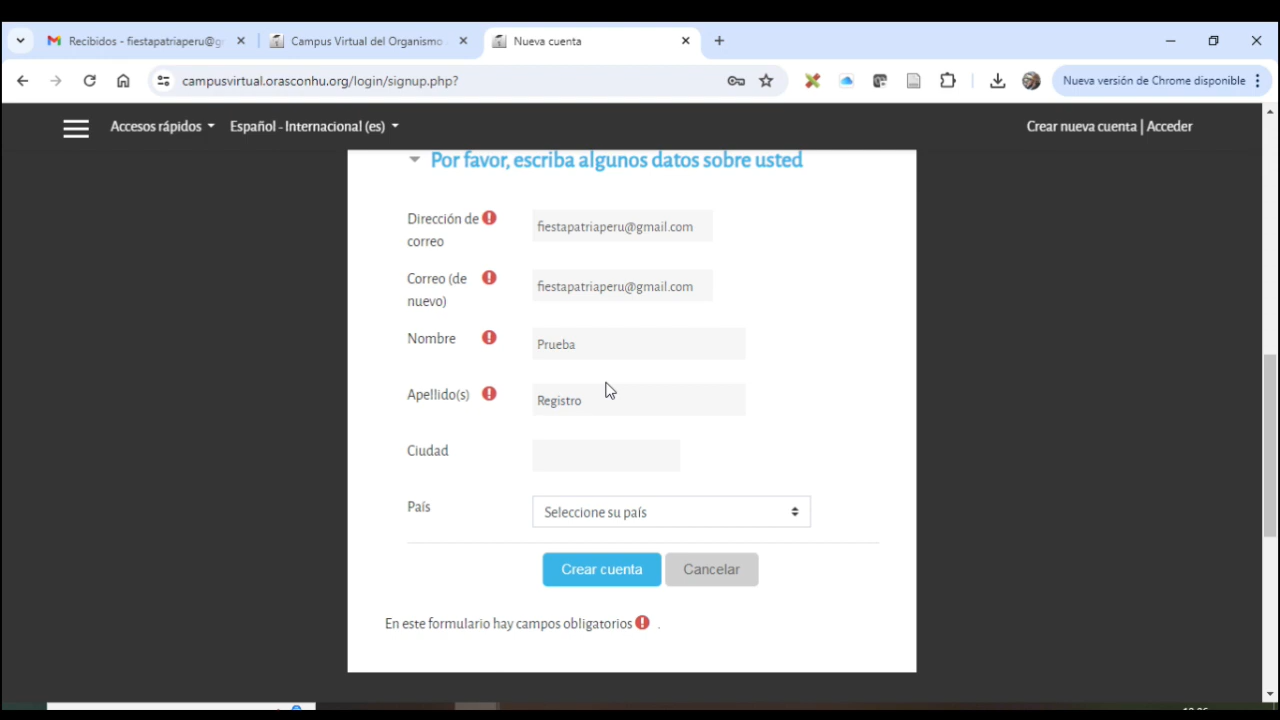 Recibidos - fiestapatriaperu@g
Campus Virtual del Organismo
Nueva cuenta
campusvirtual.orasconhu.org/login/signup.php?
Nueva versión de Chrome disponible
Accesos rápidos
Español - Internacional (es)
Crear nueva cuenta | Acceder
Por favor, escriba algunos datos sobre usted
Dirección de
correo
fiestapatriaperu@gmail.com
Correo (de
nuevo)
fiestapatriaperu@gmail.com
Nombre
Prueba
Apellido(s)
Registro
Ciudad
País
Seleccione su país
Crear cuenta
Cancelar
En este formulario hay campos obligatorios .